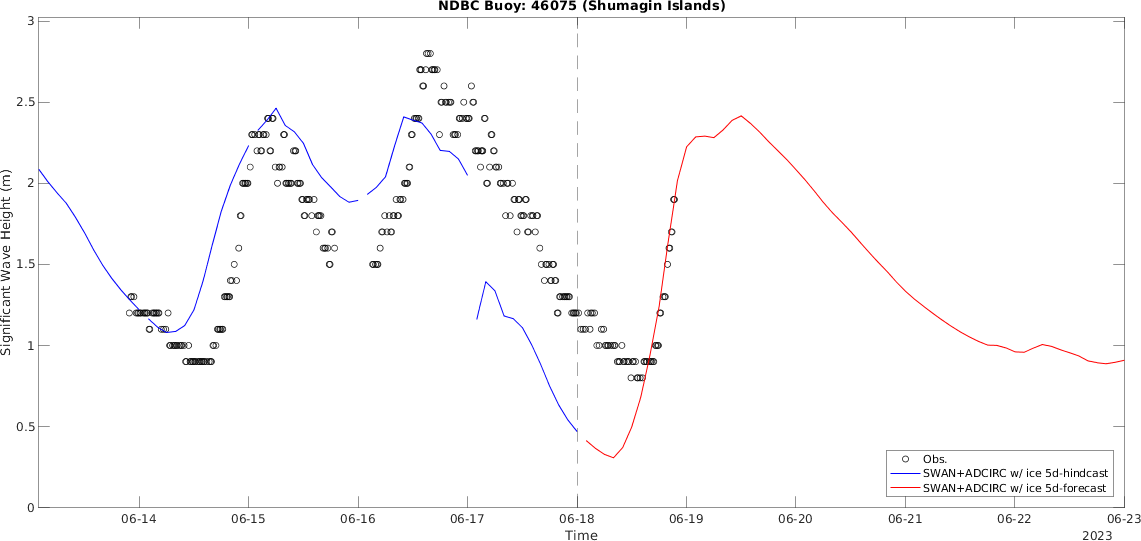 NDBC Buoy: 46075 (Shumagin Islands)
3
2.5
2
1.5
1
0.5
0
Significant Wave Height (m)
Obs.
SWAN+ADCIRC w/ ice 5d-hindcast
SWAN+ADCIRC w/ ice 5d-forecast
06-14 06-15 06-16 06-17 06-18 06-19 06-20 06-21 06-22 06-23
Time
2023